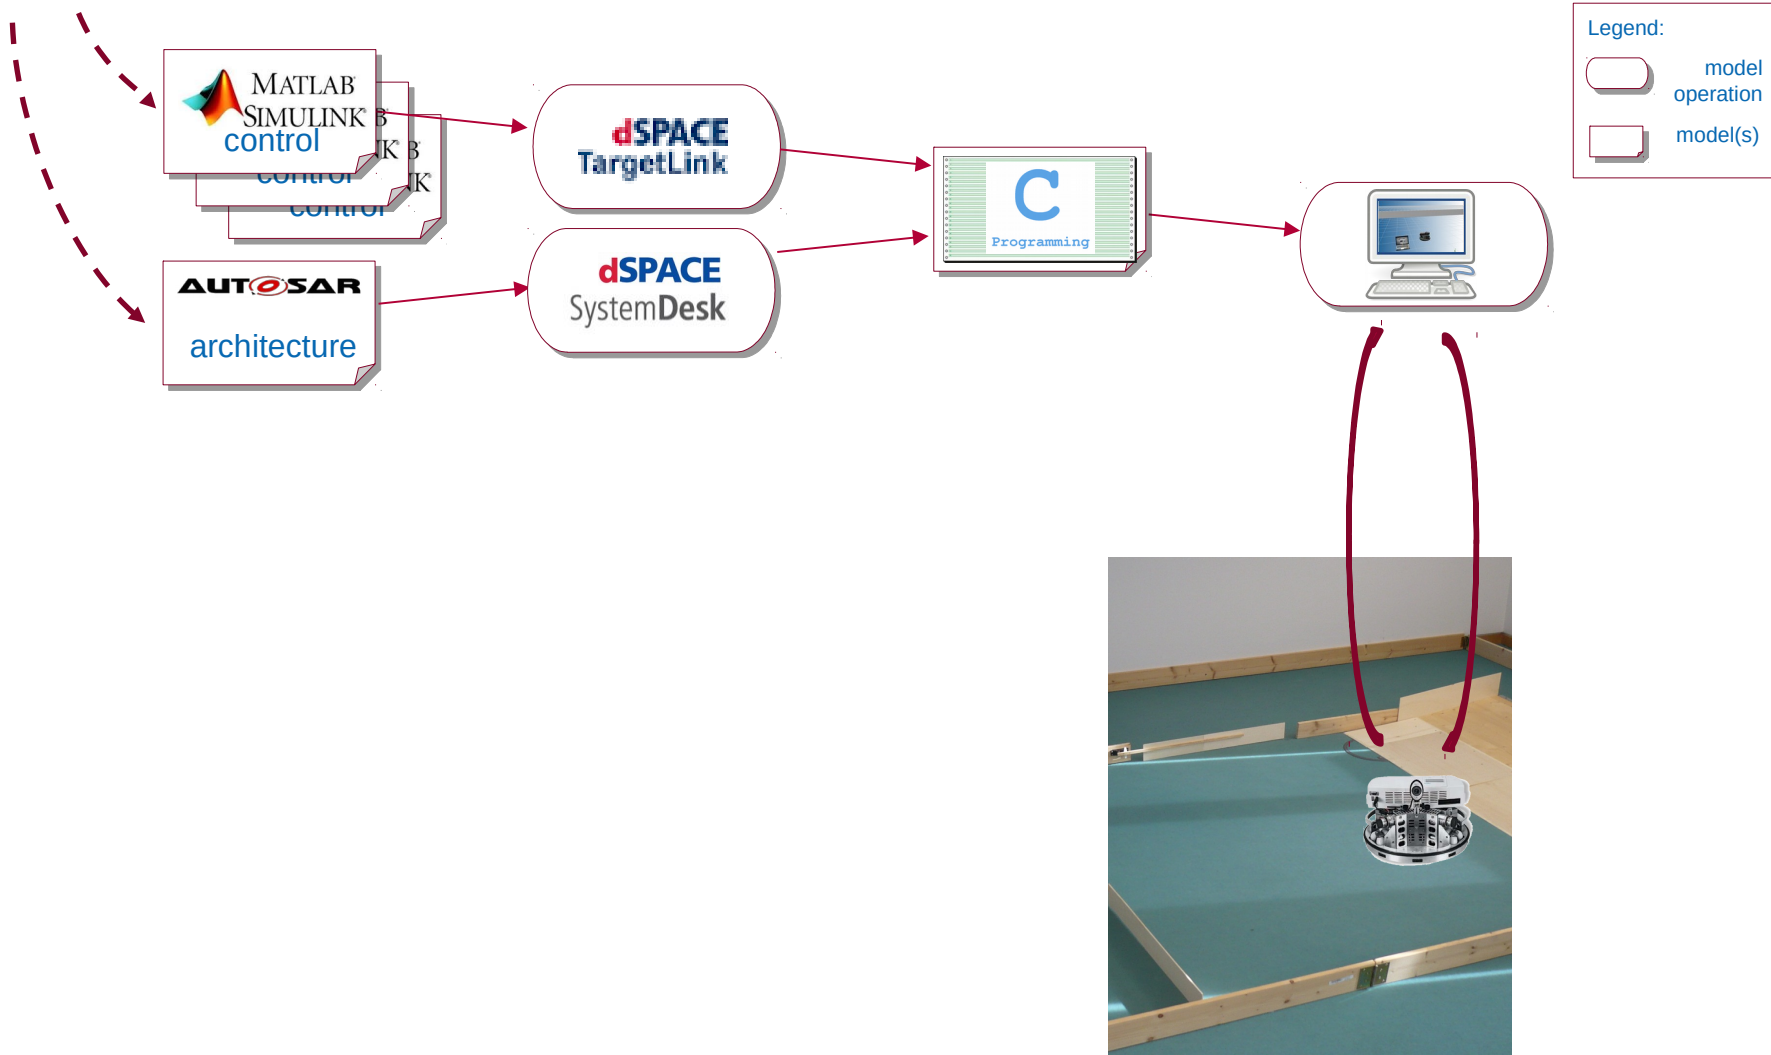 MATLAB
SIMULINK®
control
B®
K
control
B®
K®
control
AUTOSAR
architecture
dSPACE
TargetLink
dSPACE
SystemDesk
C
Programming
Legend:
model
operation
model(s)